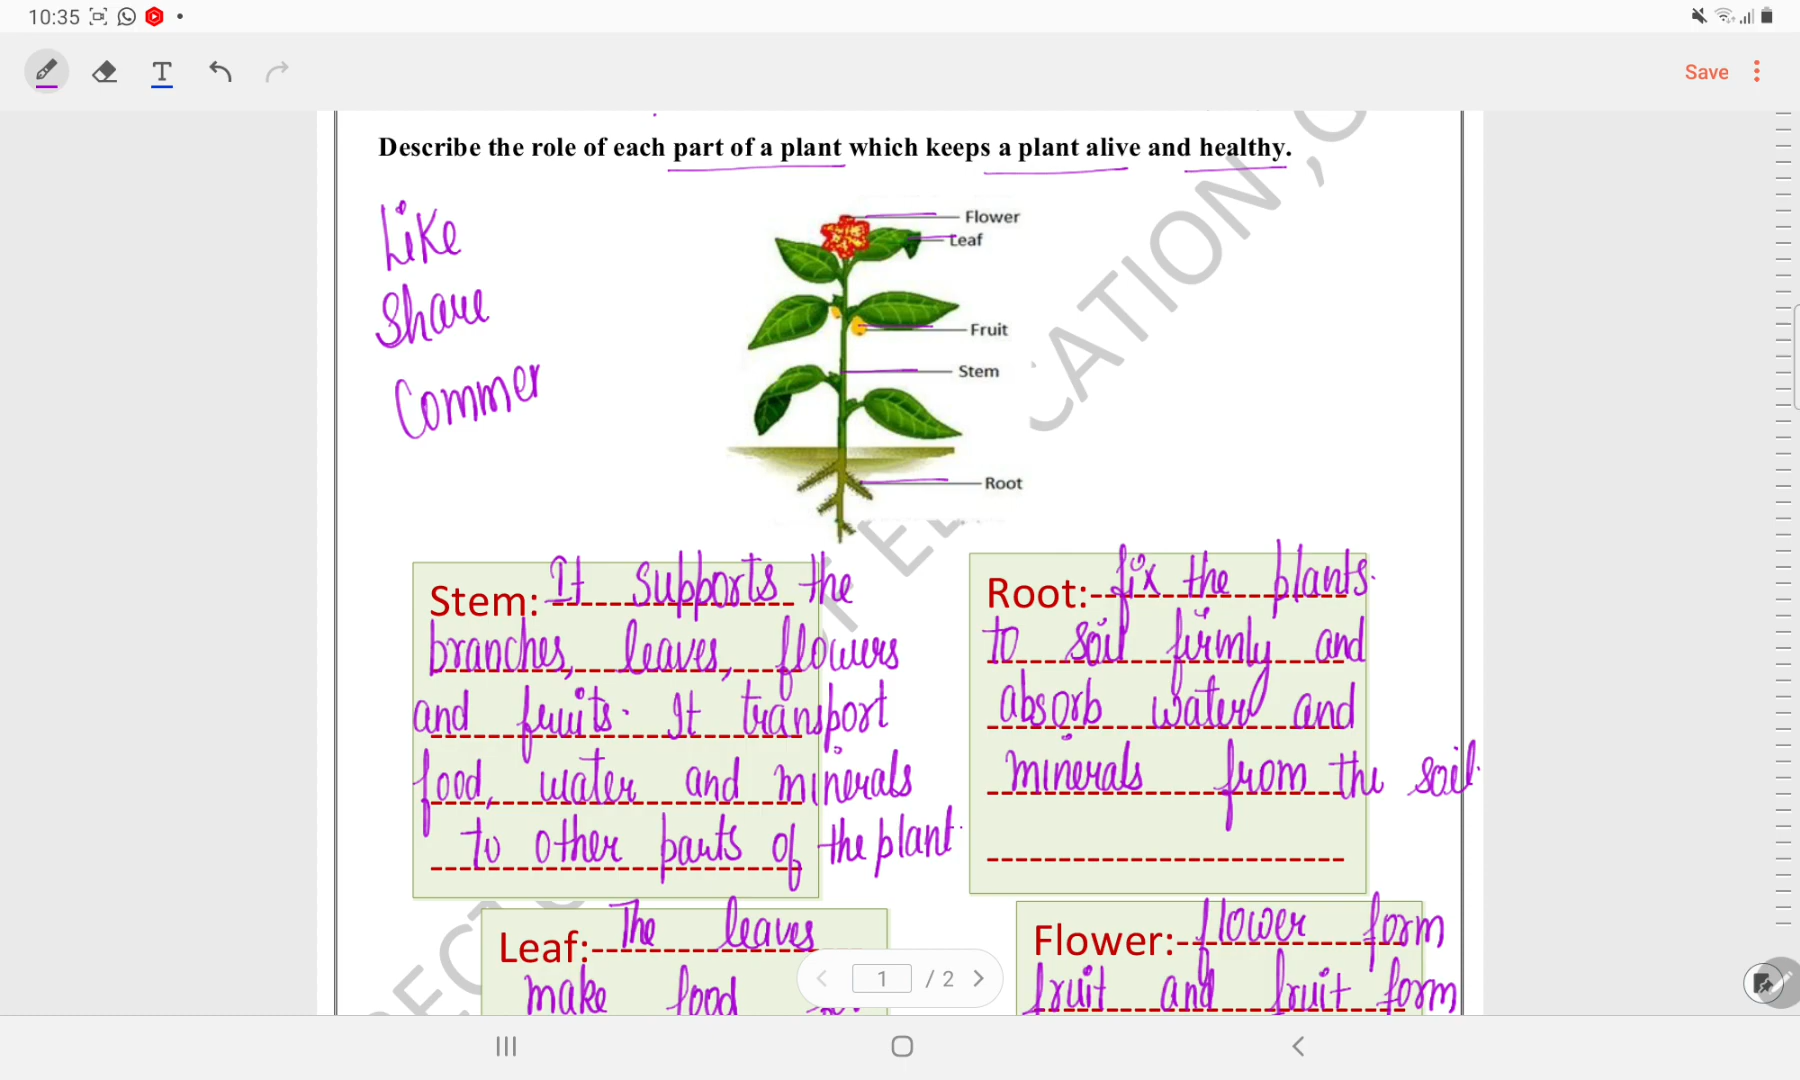 10:35
Save
Describe the role of each part of a plant which keeps a plant alive and healthy.
Like
Share
Commer
Flower
Leaf
Fruit
Stem
Root
Stem: It supports the
branches, leaves, flowers
and fruits. It transport
food, water and minerals
to other parts of the plant.
Root: fix the plants.
to soil firmly and
absorb water and
minerals from the soil.
Leaf: The leaves
make food
Flower: flower form
fruit and fruit form
1 / 2